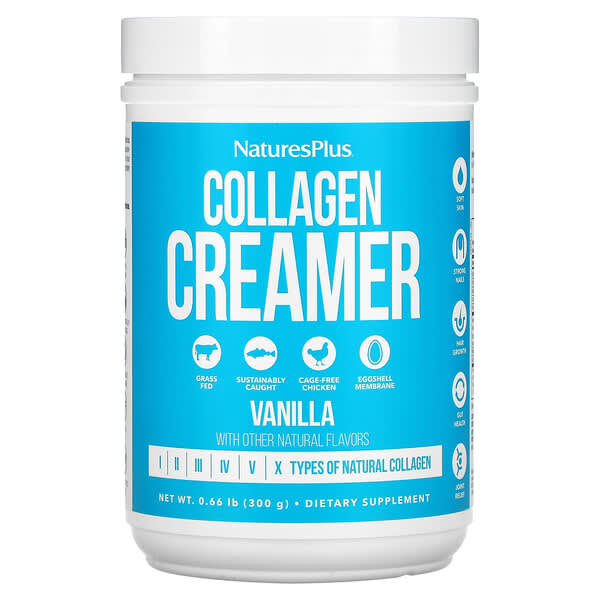 NaturesPlus.
COLLAGEN
CREAMER
GRASS
FED
SUSTAINABLY
CAUGHT
CAGE-FREE
CHICKEN
EGGSHELL
MEMBRANE
VANILLA
WITH OTHER NATURAL FLAVORS
I | II | III | IV | V | X TYPES OF NATURAL COLLAGEN
NET WT. 0.66 lb (300 g) • DIETARY SUPPLEMENT
SOFT
SKIN
STRONG
NAILS
HAIR
GROWTH
GUT
HEALTH
JOINT
RELIEF